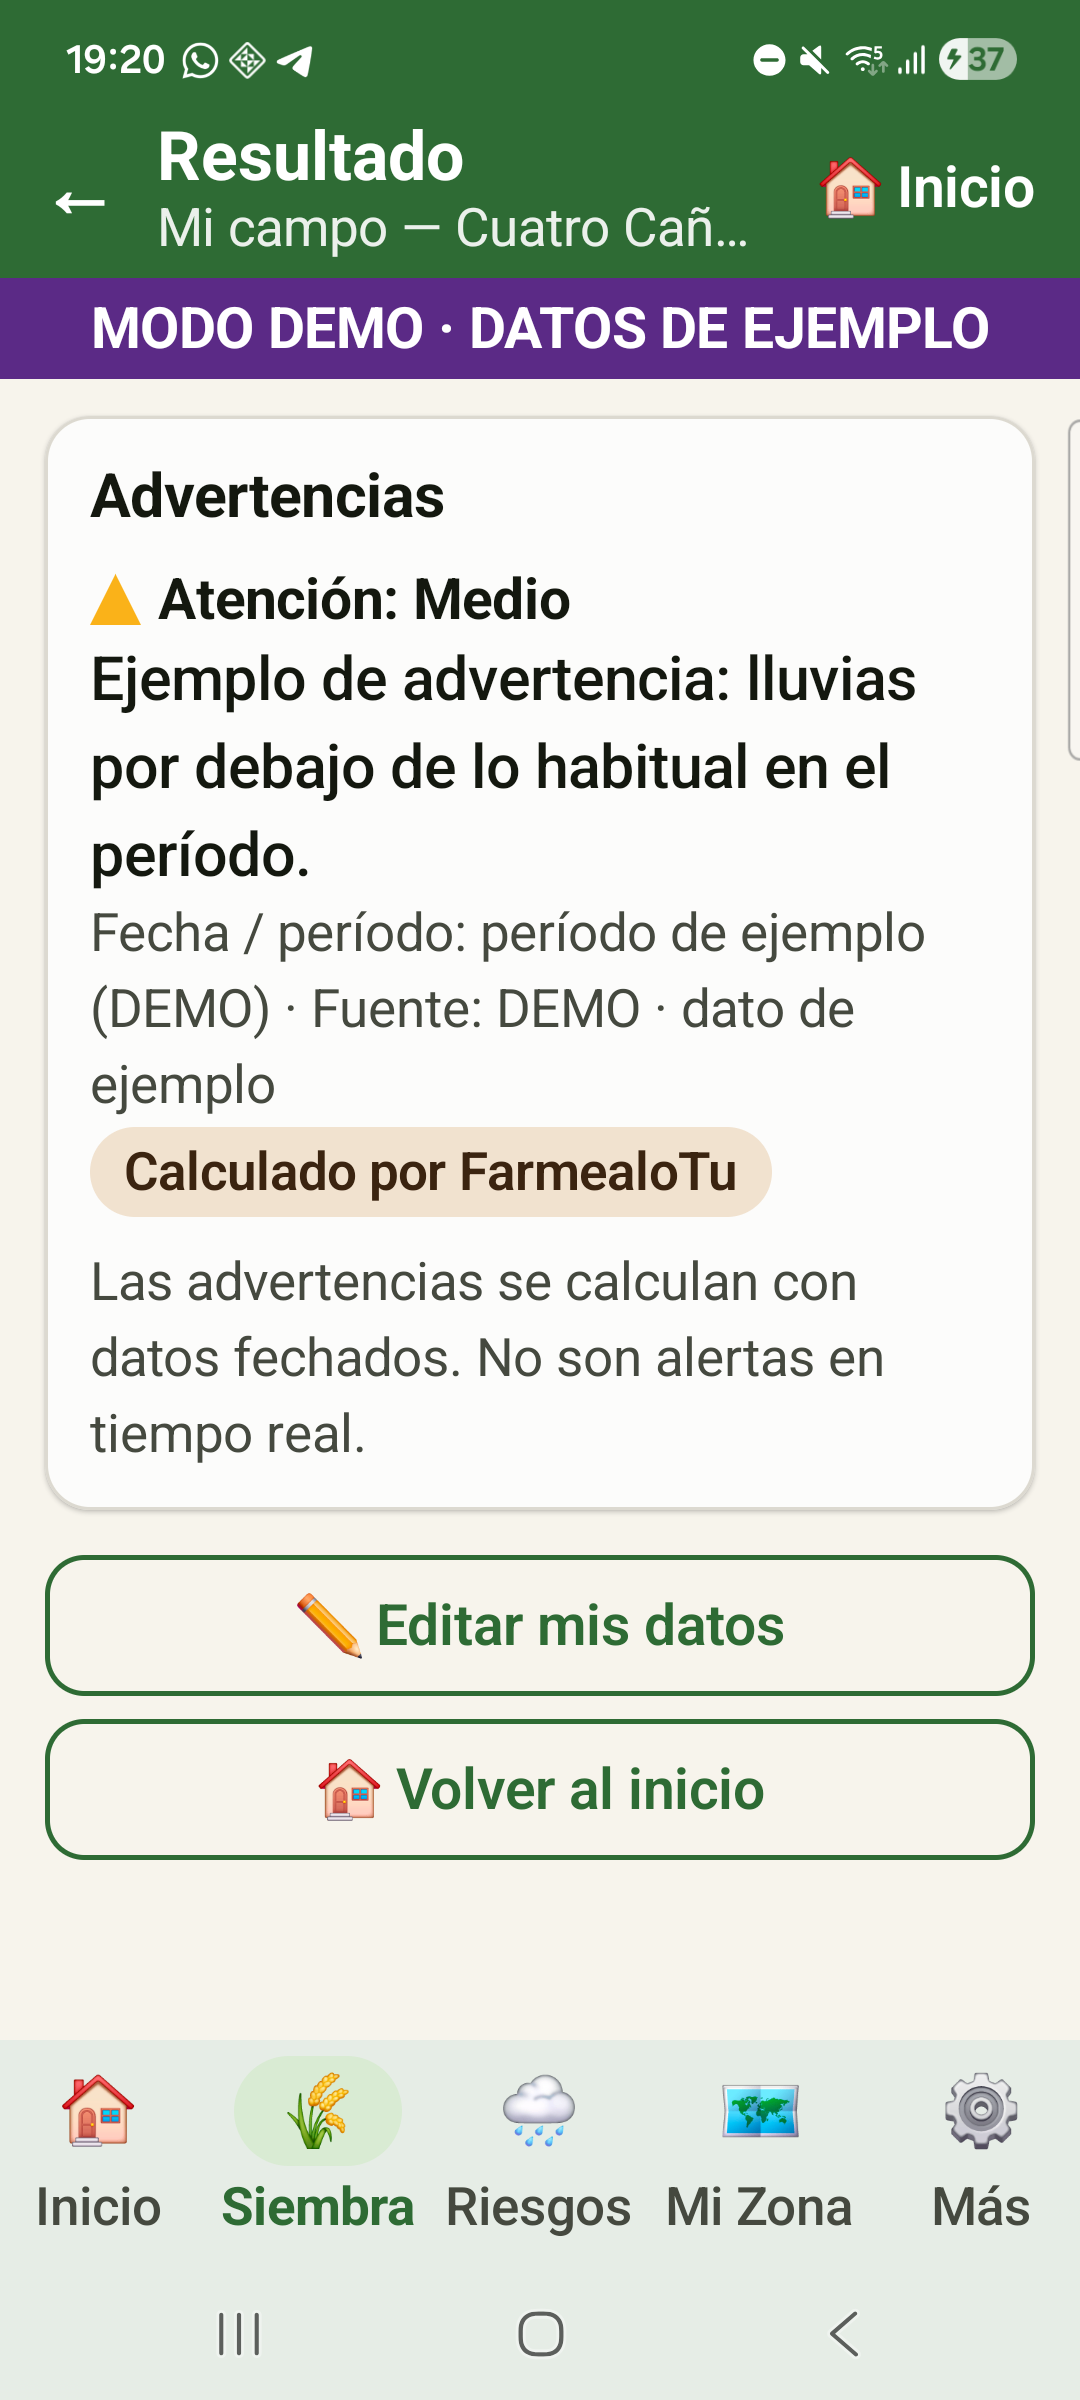 19:20
5
37
Resultado
Mi campo — Cuatro Cañ...
Inicio
MODO DEMO · DATOS DE EJEMPLO
Advertencias
Atención: Medio
Ejemplo de advertencia: lluvias
por debajo de lo habitual en el
período.
Fecha / período: período de ejemplo
(DEMO) · Fuente: DEMO · dato de
ejemplo
Calculado por FarmealoTu
Las advertencias se calculan con
datos fechados. No son alertas en
tiempo real.
Editar mis datos
Volver al inicio
Inicio
Siembra
Riesgos
Mi Zona
Más